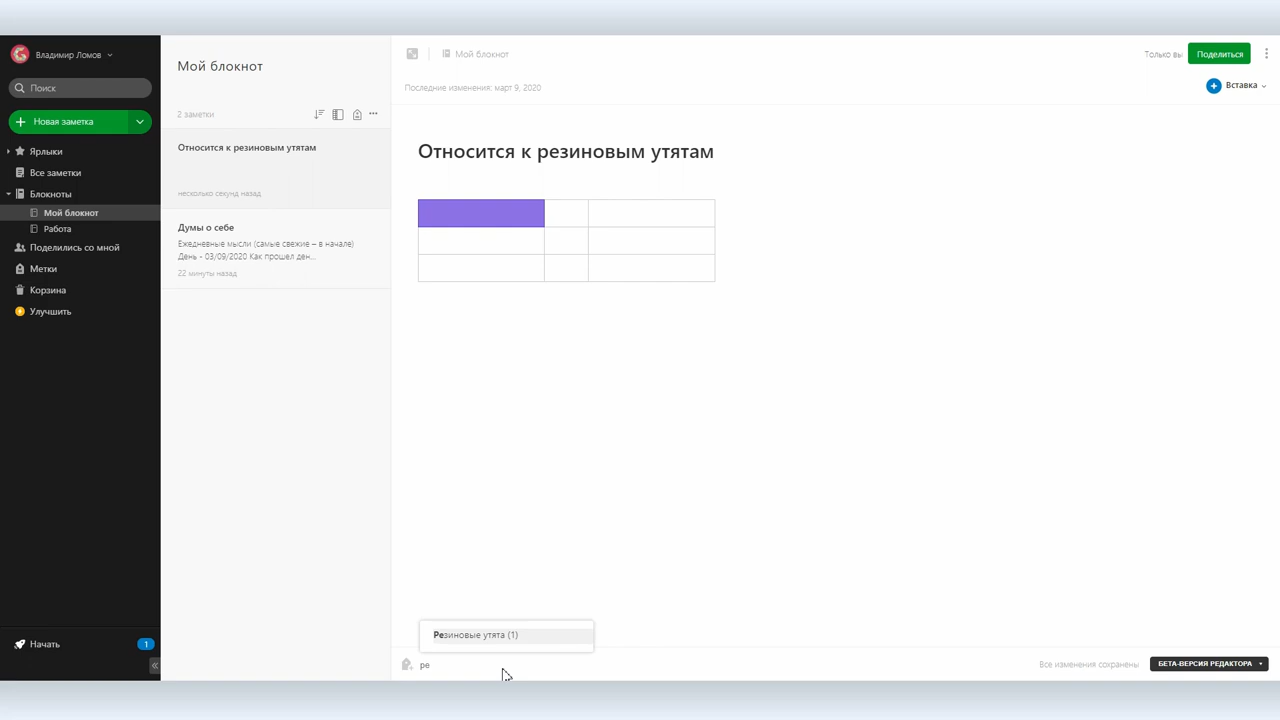 Владимир Ломов
Поиск
Новая заметка
Ярлыки
Все заметки
Блокноты
Мой блокнот
Работа
Поделились со мной
Метки
Корзина
Улучшить
Начать
1
Мой блокнот
2 заметки
Относится к резиновым утятам
несколько секунд назад
Думы о себе
Ежедневные мысли (самые свежие – в начале)
День - 03/09/2020 Как прошел ден...
22 минуты назад
Мой блокнот
Только вы
Поделиться
Последние изменения: март 9, 2020
Вставка
Относится к резиновым утятам
Резиновые утята (1)
ре
Все изменения сохранены
БЕТА-ВЕРСИЯ РЕДАКТОРА